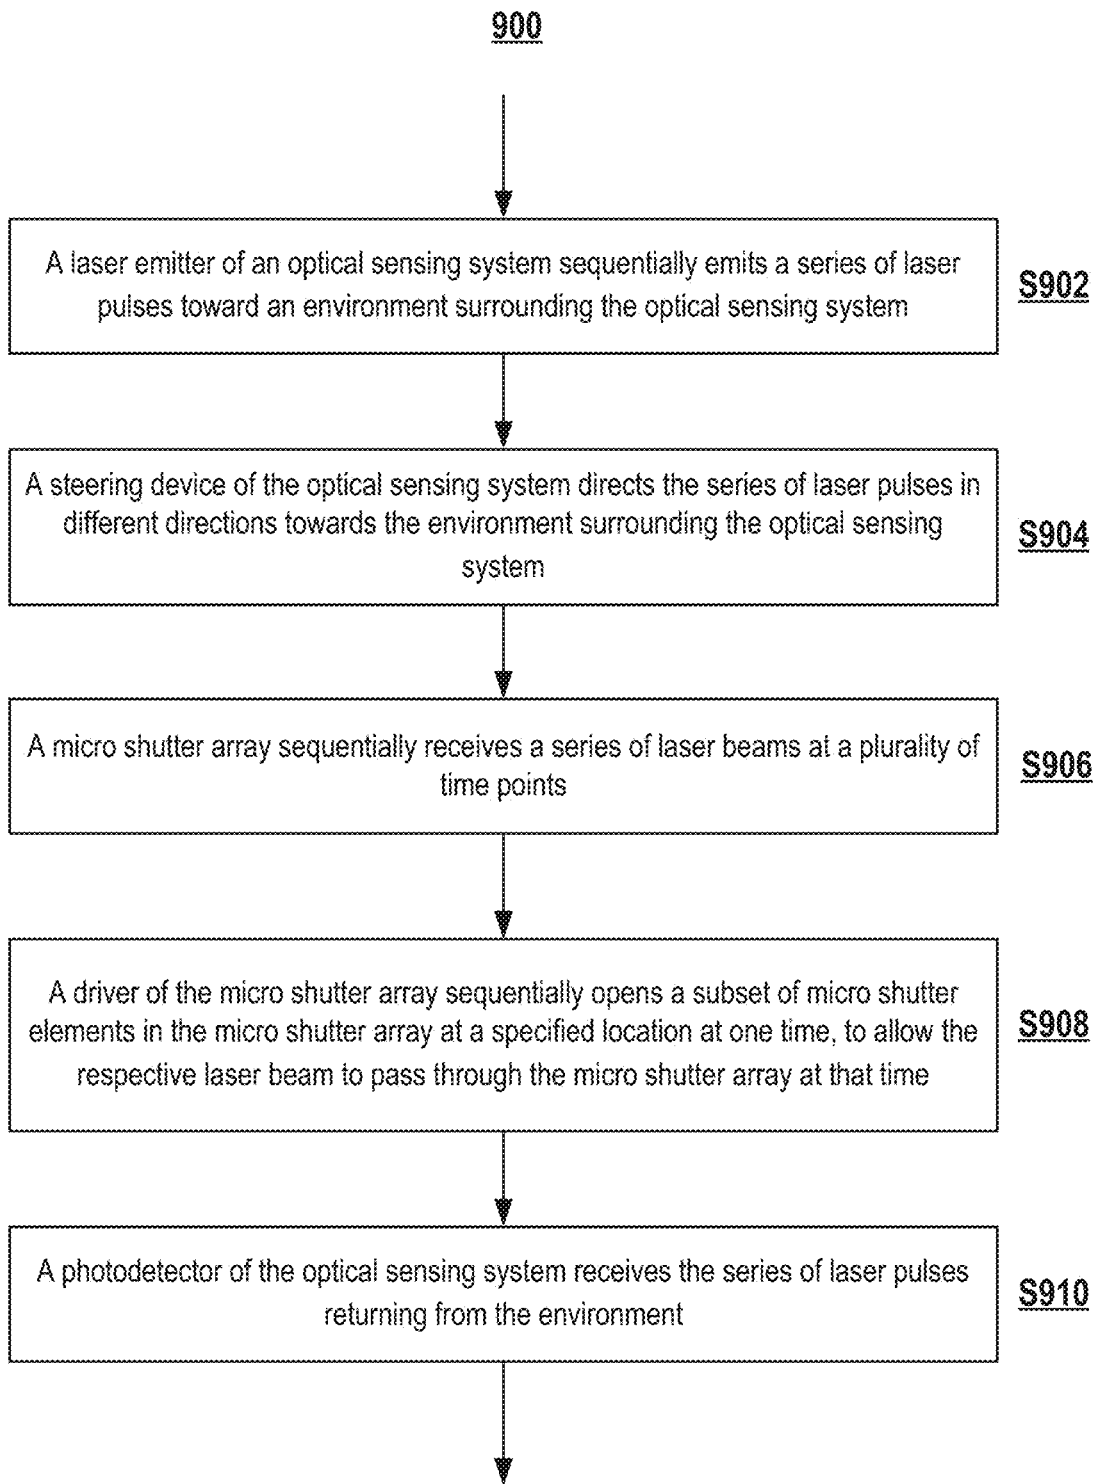 900
A laser emitter of an optical sensing system sequentially emits a series of laser
pulses toward an environment surrounding the optical sensing system
S902
A steering device of the optical sensing system directs the series of laser pulses in
different directions towards the environment surrounding the optical sensing
system
S904
A micro shutter array sequentially receives a series of laser beams at a plurality of
time points
S906
A driver of the micro shutter array sequentially opens a subset of micro shutter
elements in the micro shutter array at a specified location at one time, to allow the
respective laser beam to pass through the micro shutter array at that time
S908
A photodetector of the optical sensing system receives the series of laser pulses
returning from the environment
S910